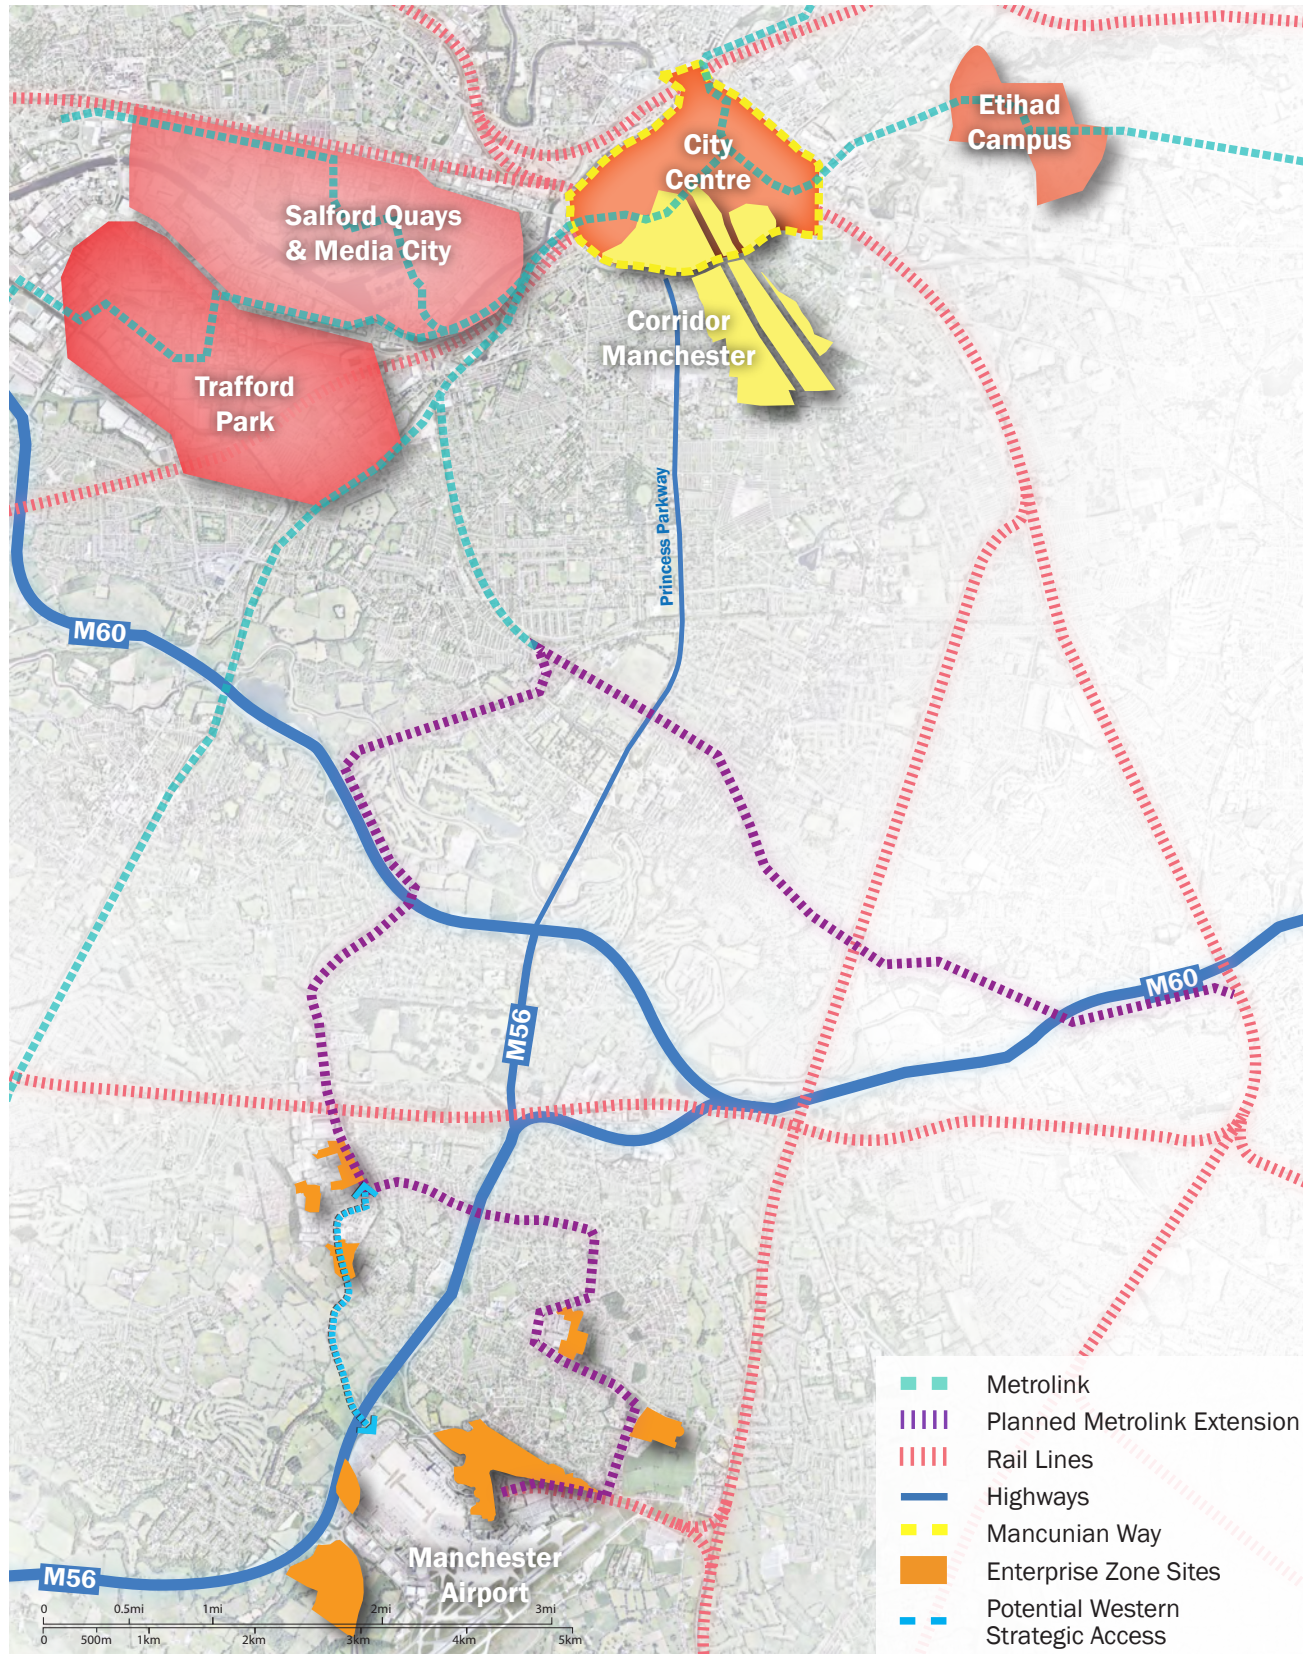 Etihad
Campus
City
Centre
Salford Quays
& Media City
Corridor
Manchester
Trafford
Park
Princess Parkway
M60
M60
M56
Manchester
Airport
M56
0 0.5mi 1mi 2mi 3mi
0 500m 1km 2km 3km 4km 5km
Metrolink
Planned Metrolink Extension
Rail Lines
Highways
Mancunian Way
Enterprise Zone Sites
Potential Western
Strategic Access